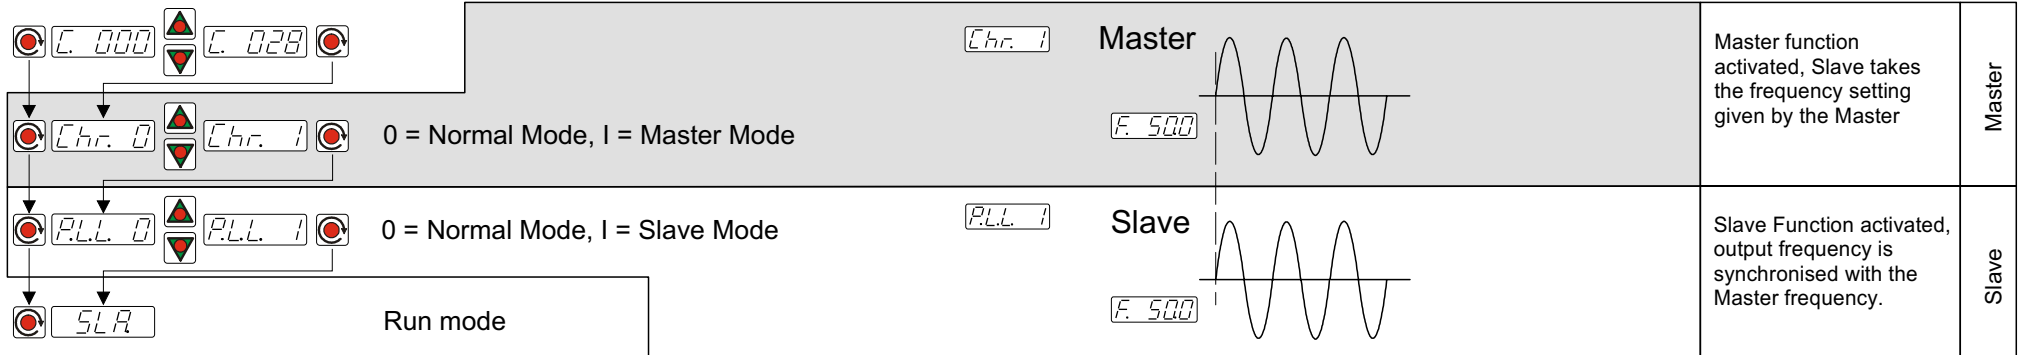 C. 000 C. 028
Chr. 1 Master
F. 50.0
Master function
activated, Slave takes
the frequency setting
given by the Master
Master
Chr. 0 Chr. 1 0 = Normal Mode, I = Master Mode
P.L.L. 0 P.L.L. 1 0 = Normal Mode, I = Slave Mode
P.L.L. 1 Slave
F. 50.0
Slave Function activated,
output frequency is
synchronised with the
Master frequency.
Slave
SLA. Run mode